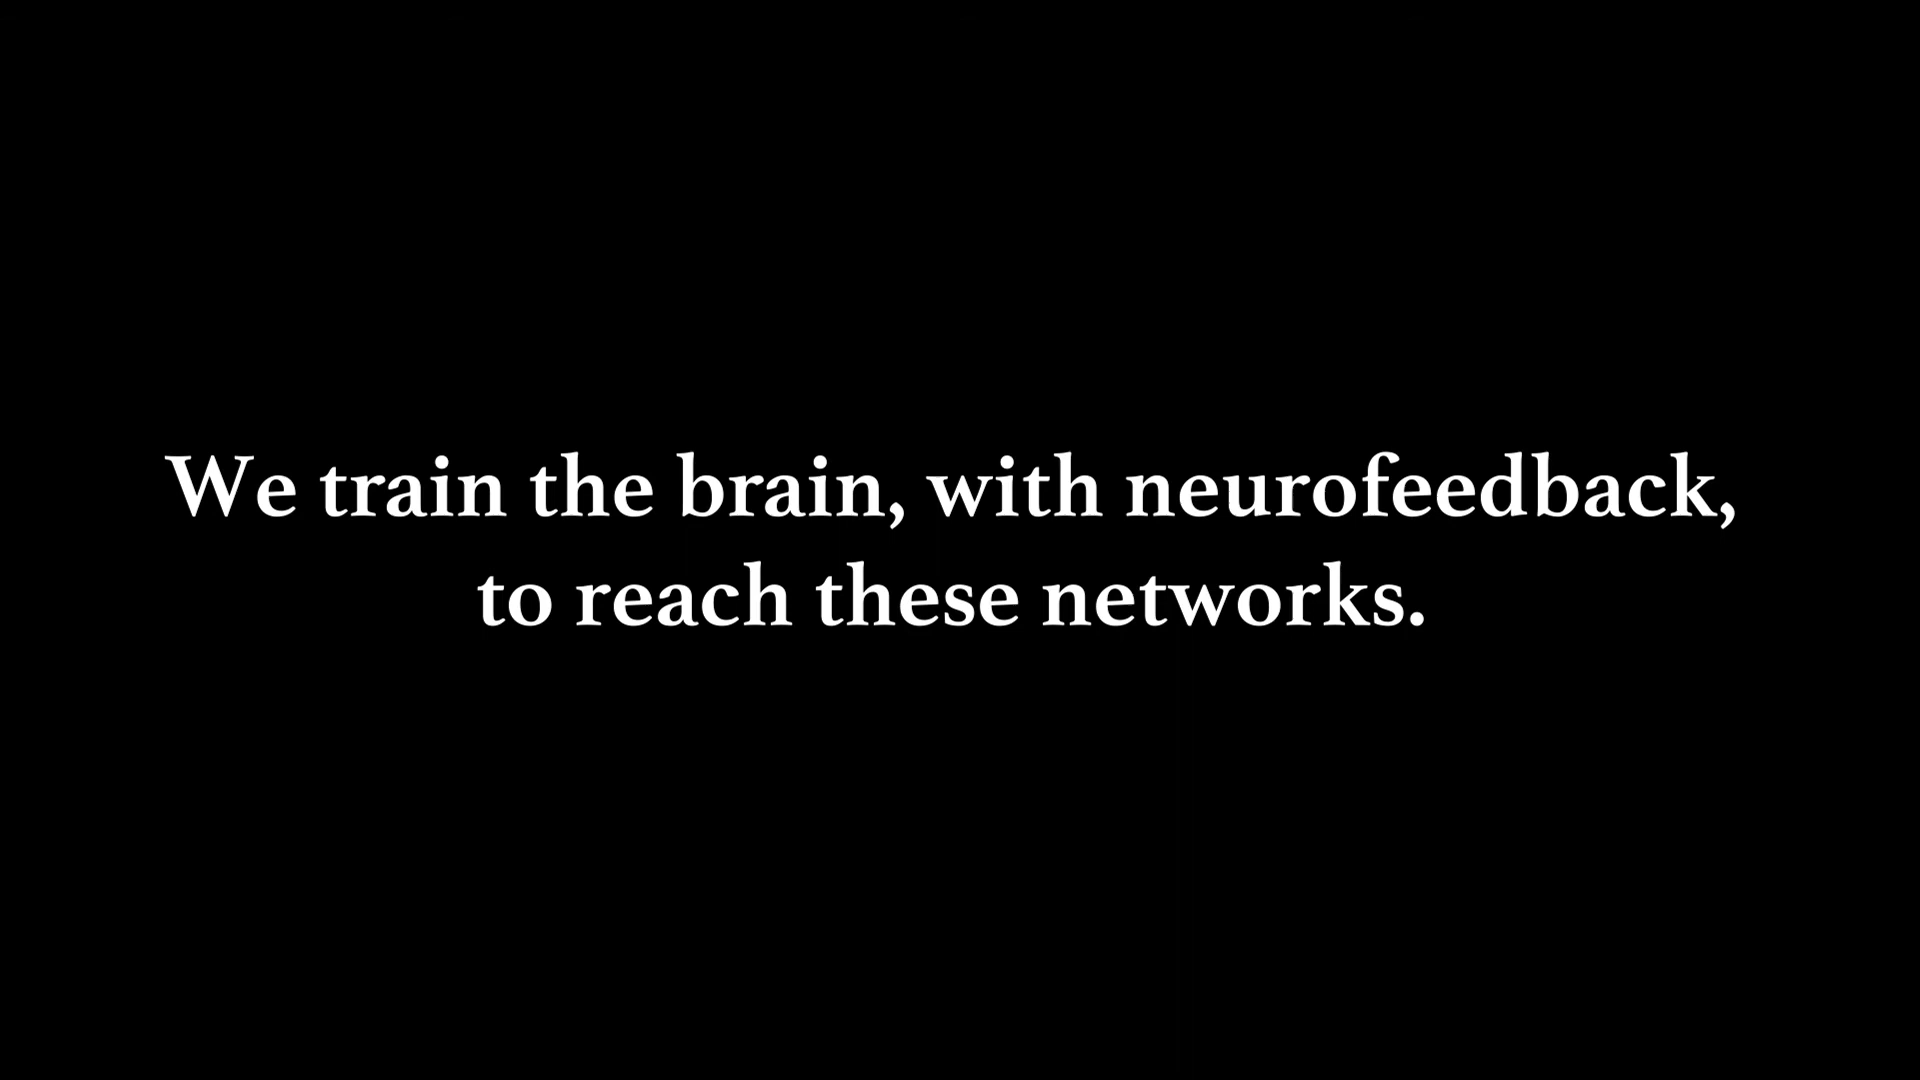 We train the brain, with neurofeedback,
to reach these networks.